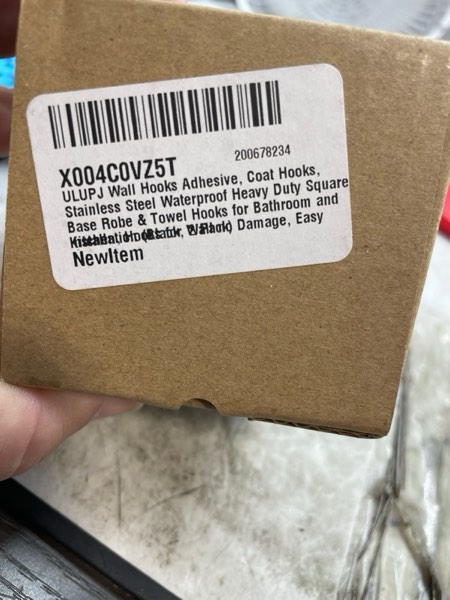 X004C0VZ5T
200678234
ULUPJ Wall Hooks Adhesive, Coat Hooks,
Stainless Steel Waterproof Heavy Duty Square
Base Robe & Towel Hooks for Bathroom and
Damage, Easy
NewItem